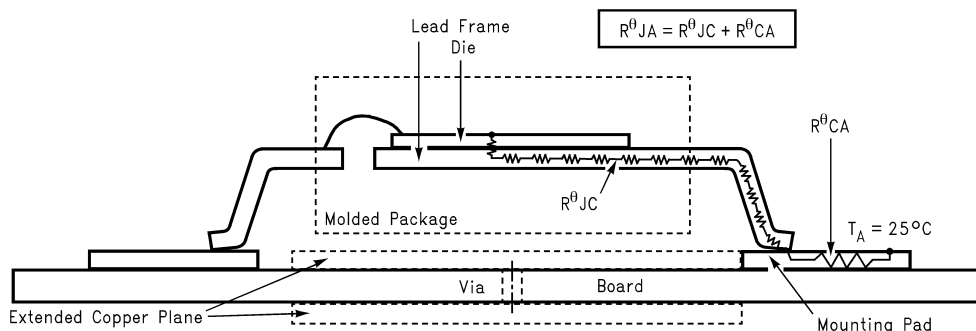 RθJA = RθJC + RθCA
Lead Frame
Die
RθCA
RθJC
Molded Package
TA = 25°C
Via
Board
Extended Copper Plane
Mounting Pad